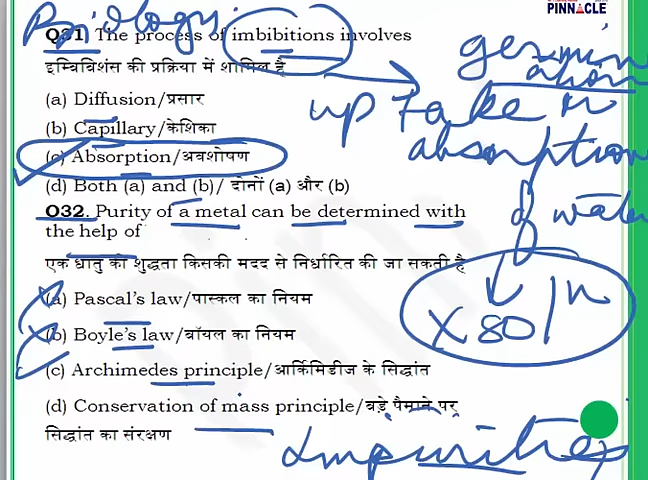 PINNACLE
Biology
Q31. The process of imbibitions involves
germination
इम्बिबिशंस की प्रक्रिया में शामिल है
(a) Diffusion/प्रसार
up take
(b) Capillary/केशिका
absorption
(c) Absorption/अवशोषण
(d) Both (a) and (b)/ दोनों (a) और (b)
of water
Q32. Purity of a metal can be determined with
the help of
एक धातु की शुद्धता किसकी मदद से निर्धारित की जा सकती है
(a) Pascal's law/पास्कल का नियम
x80/n
(b) Boyle's law/बॉयल का नियम
(c) Archimedes principle/आर्किमिडीज के सिद्धांत
(d) Conservation of mass principle/बड़े पैमाने पर
सिद्धांत का संरक्षण
Impurities